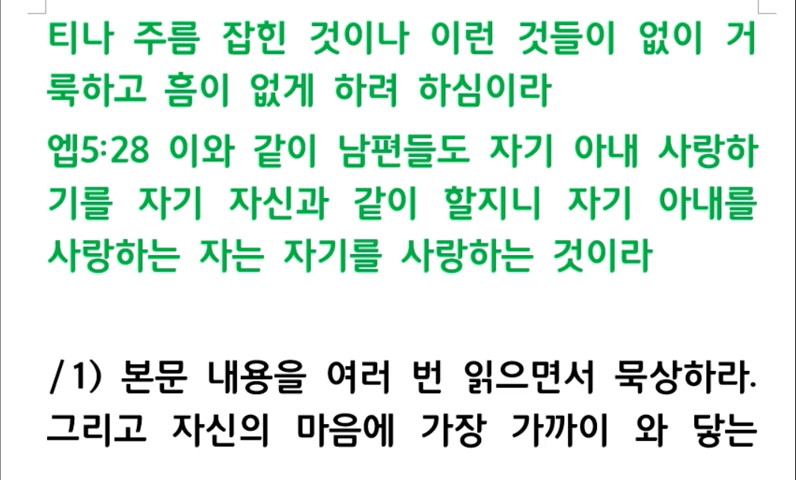 티나 주름 잡힌 것이나 이런 것들이 없이 거
룩하고 흠이 없게 하려 하심이라
엡5:28 이와 같이 남편들도 자기 아내 사랑하
기를 자기 자신과 같이 할지니 자기 아내를
사랑하는 자는 자기를 사랑하는 것이라
/1) 본문 내용을 여러 번 읽으면서 묵상하라.
그리고 자신의 마음에 가장 가까이 와 닿는